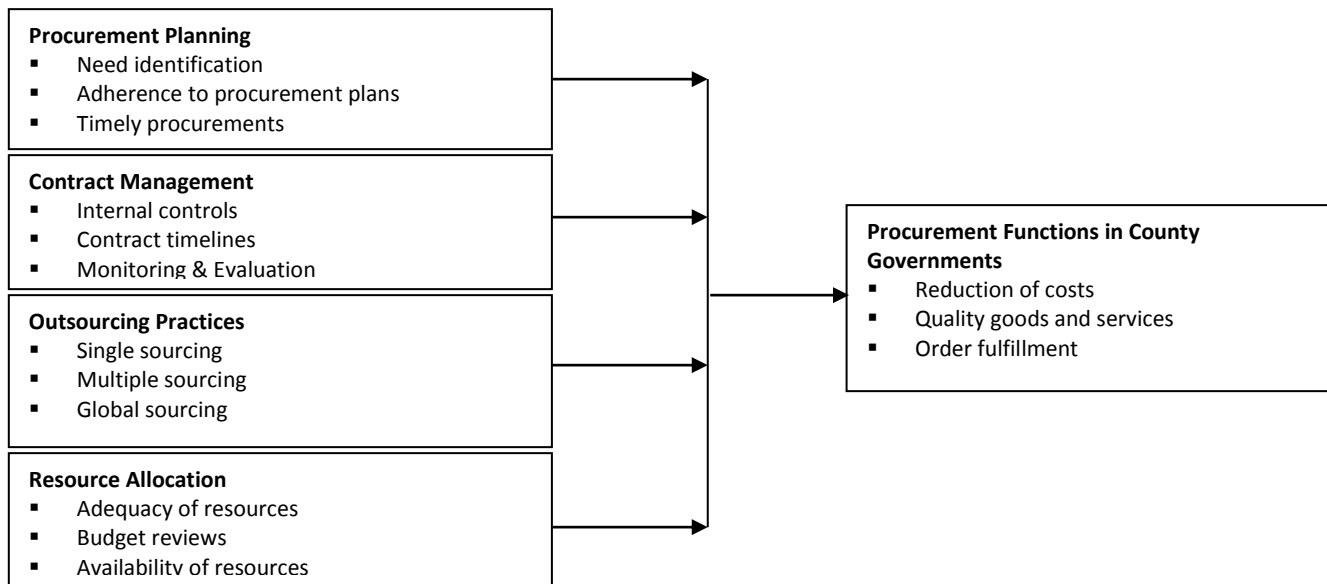 Procurement Planning
▪ Need identification
▪ Adherence to procurement plans
▪ Timely procurements
Contract Management
▪ Internal controls
▪ Contract timelines
▪ Monitoring & Evaluation
Outsourcing Practices
▪ Single sourcing
▪ Multiple sourcing
▪ Global sourcing
Resource Allocation
▪ Adequacy of resources
▪ Budget reviews
▪ Availability of resources
Procurement Functions in County
Governments
▪ Reduction of costs
▪ Quality goods and services
▪ Order fulfillment